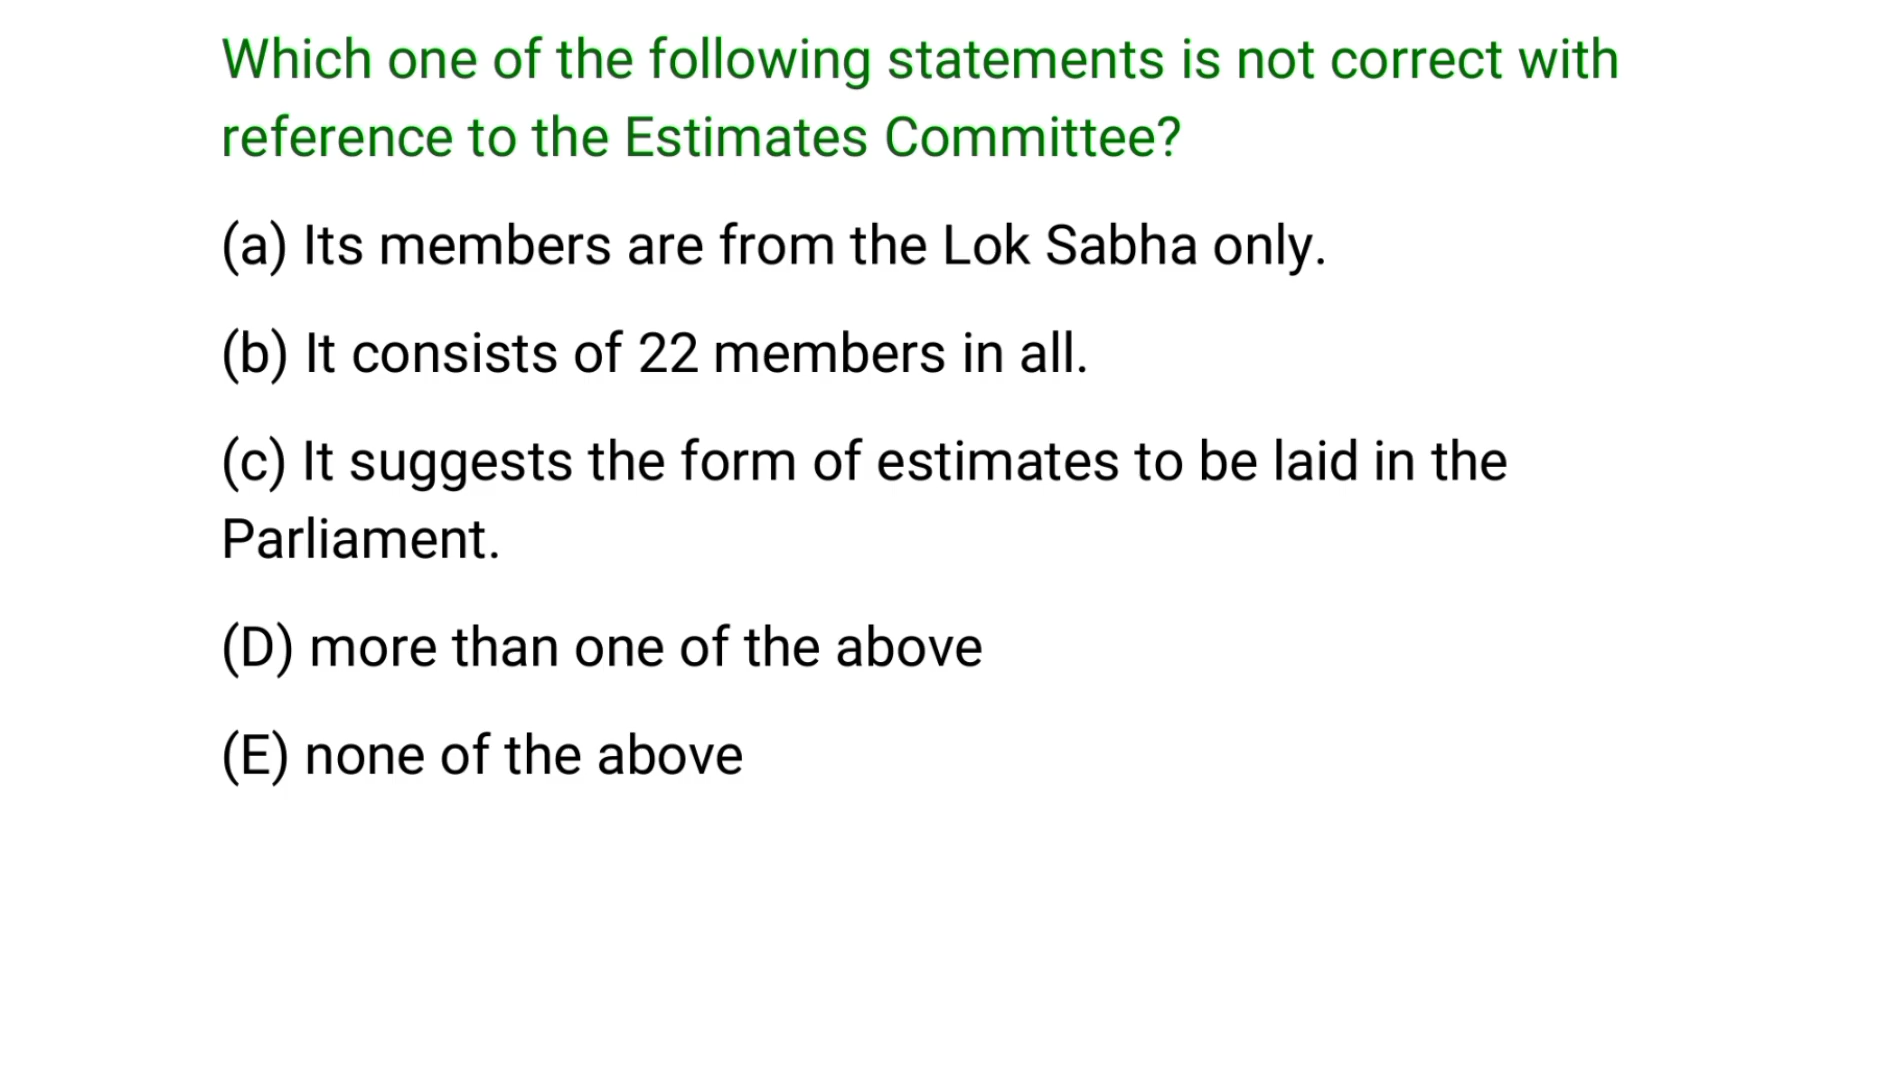 Which one of the following statements is not correct with
reference to the Estimates Committee?
(a) Its members are from the Lok Sabha only.
(b) It consists of 22 members in all.
(c) It suggests the form of estimates to be laid in the
Parliament.
(D) more than one of the above
(E) none of the above